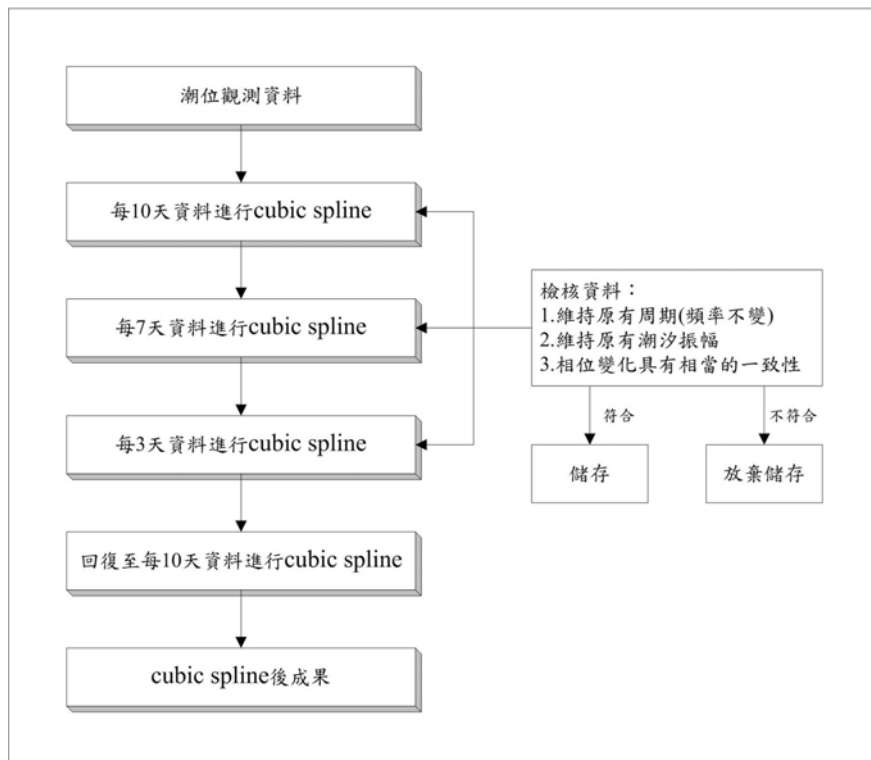 潮位觀測資料
每10天資料進行cubic spline
每7天資料進行cubic spline
每3天資料進行cubic spline
回復至每10天資料進行cubic spline
cubic spline後成果
檢核資料：
1.維持原有周期(頻率不變)
2.維持原有潮汐振幅
3.相位變化具有相當的一致性
符合
不符合
儲存
放棄儲存